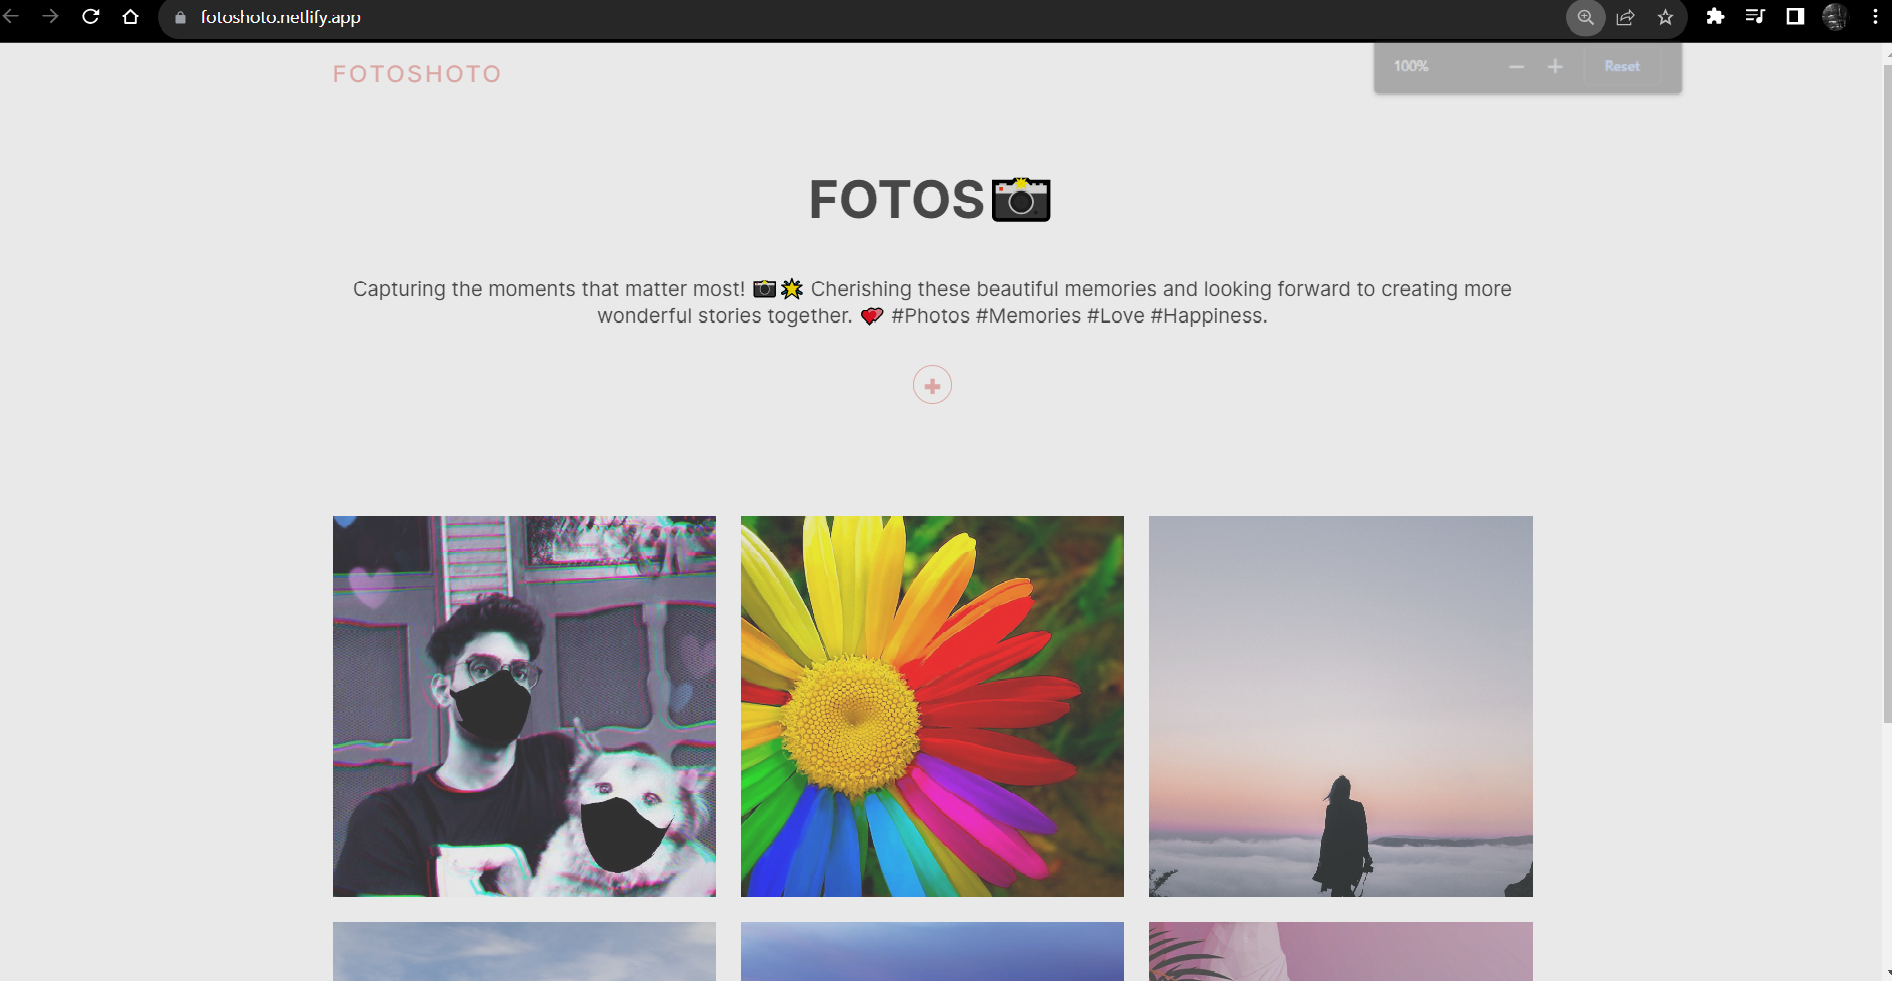 fotoshoto.netlify.app
100%
Reset
FOTOSHOTO
FOTOS📷
Capturing the moments that matter most! 📷🌟 Cherishing these beautiful memories and looking forward to creating more
wonderful stories together. 💕 #Photos #Memories #Love #Happiness.